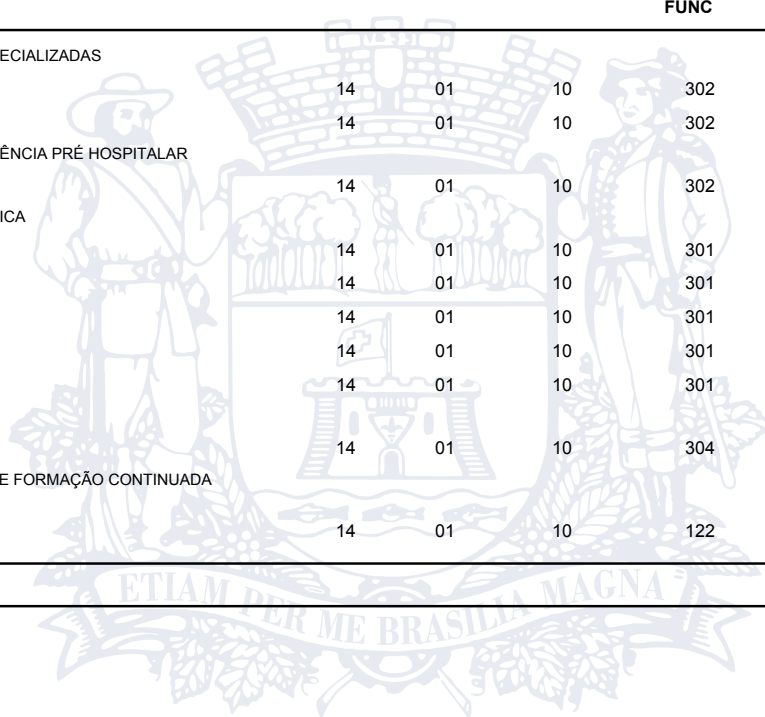 FUNC
ECIALIZADAS
14 01 10 302
14 01 10 302
ÊNCIA PRÉ HOSPITALAR
14 01 10 302
ICA
14 01 10 301
14 01 10 301
14 01 10 301
14 01 10 301
14 01 10 301
14 01 10 304
E FORMAÇÃO CONTINUADA
14 01 10 122
ETIAM PER ME BRASILIA MAGNA